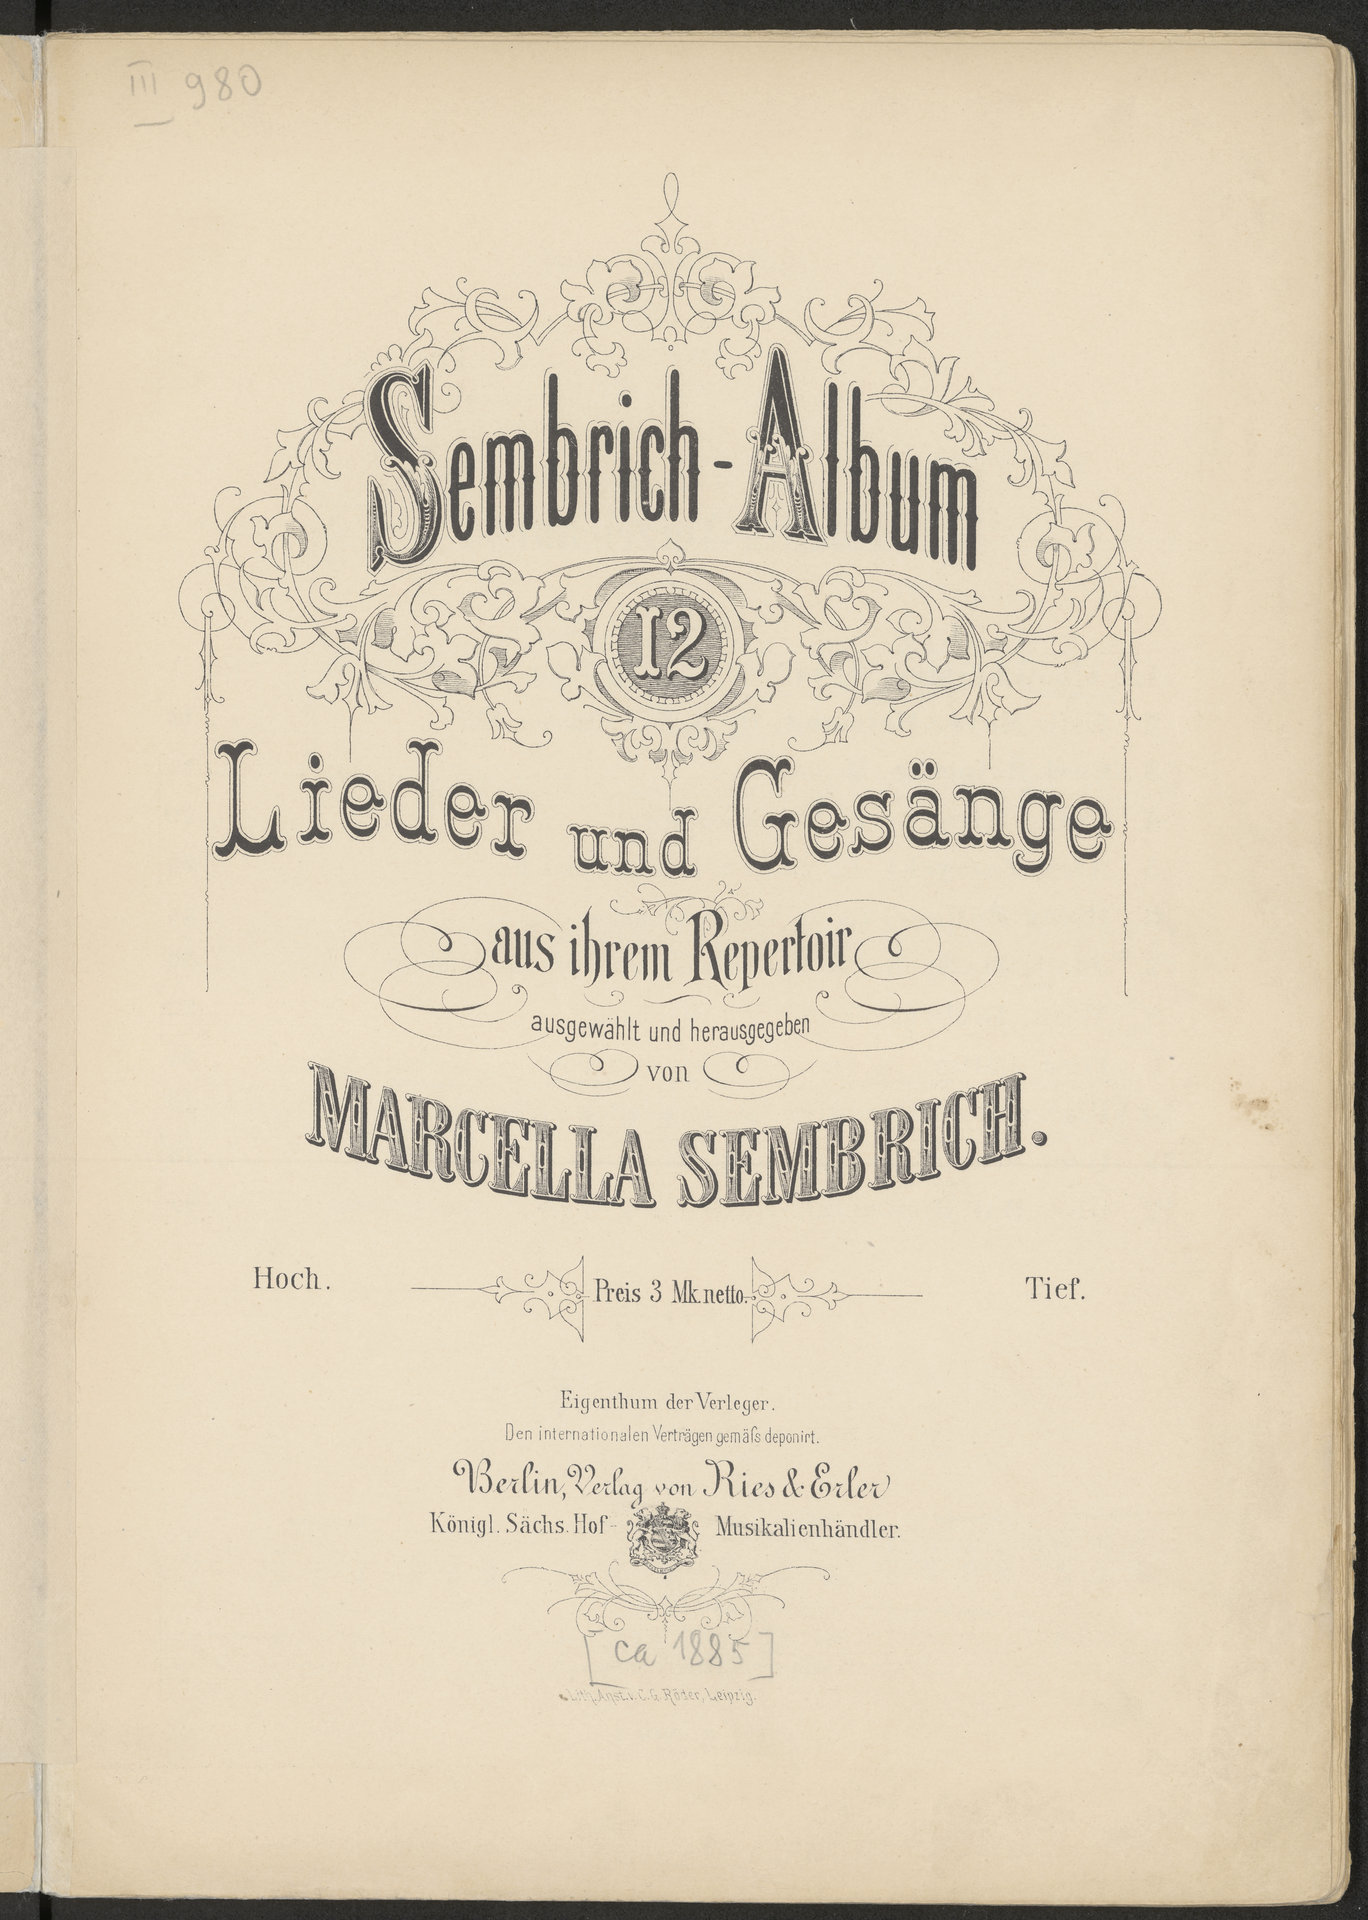 III 980
Sembrich-Album
12
Lieder und Gesänge
aus ihrem Repertoir
ausgewählt und herausgegeben
von
MARCELLA SEMBRICH.
Hoch. Preis 3 Mk. netto. Tief.
Eigenthum der Verleger.
Den internationalen Verträgen gemäſs deponirt.
Berlin, Verlag von Ries & Erler
Königl. Sächs. Hof- Musikalienhändler.
[ca 1885]
Lith. Anst. v. C. G. Röder, Leipzig.